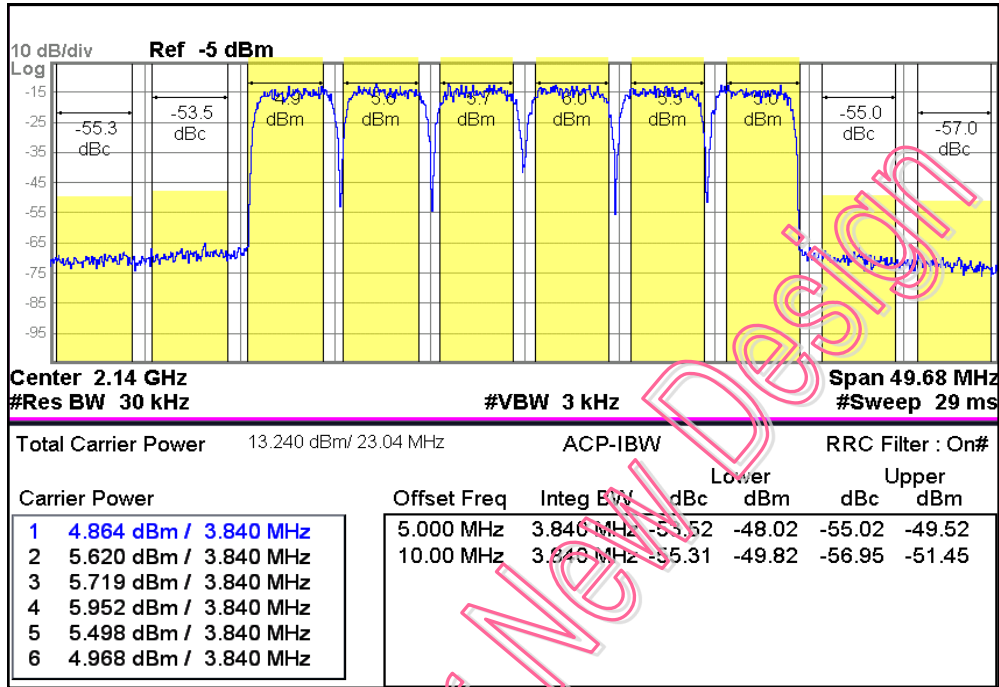 10 dB/div Ref -5 dBm
Log
-15
-25
-35
-45
-55
-65
-75
-85
-95
-55.3
dBc
-53.5
dBc
-4.9
dBm
5.6
dBm
5.7
dBm
6.0
dBm
5.5
dBm
5.0
dBm
-55.0
dBc
-57.0
dBc
Center 2.14 GHz Span 49.68 MHz
#Res BW 30 kHz #VBW 3 kHz #Sweep 29 ms
Total Carrier Power 13.240 dBm/ 23.04 MHz ACP-IBW RRC Filter : On#
Lower Upper
Carrier Power Offset Freq Integ BW dBc dBm dBc dBm
1 4.864 dBm / 3.840 MHz
2 5.620 dBm / 3.840 MHz
3 5.719 dBm / 3.840 MHz
4 5.952 dBm / 3.840 MHz
5 5.498 dBm / 3.840 MHz
6 4.968 dBm / 3.840 MHz
5.000 MHz 3.840 MHz -53.52 -48.02 -55.02 -49.52
10.00 MHz 3.840 MHz -55.31 -49.82 -56.95 -51.45
New Design